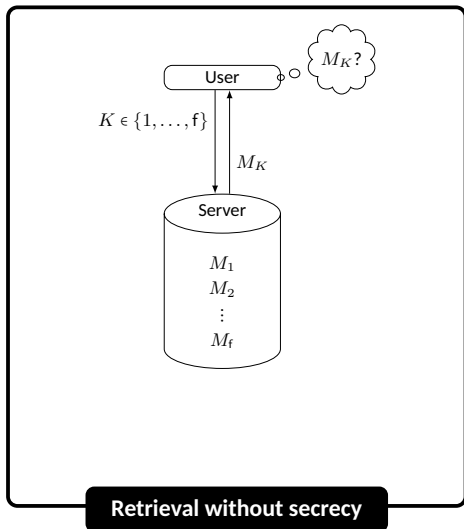 M_K?
User
K ∈ {1, . . . , f}
M_K
Server
M_1
M_2
⋮
M_f
Retrieval without secrecy